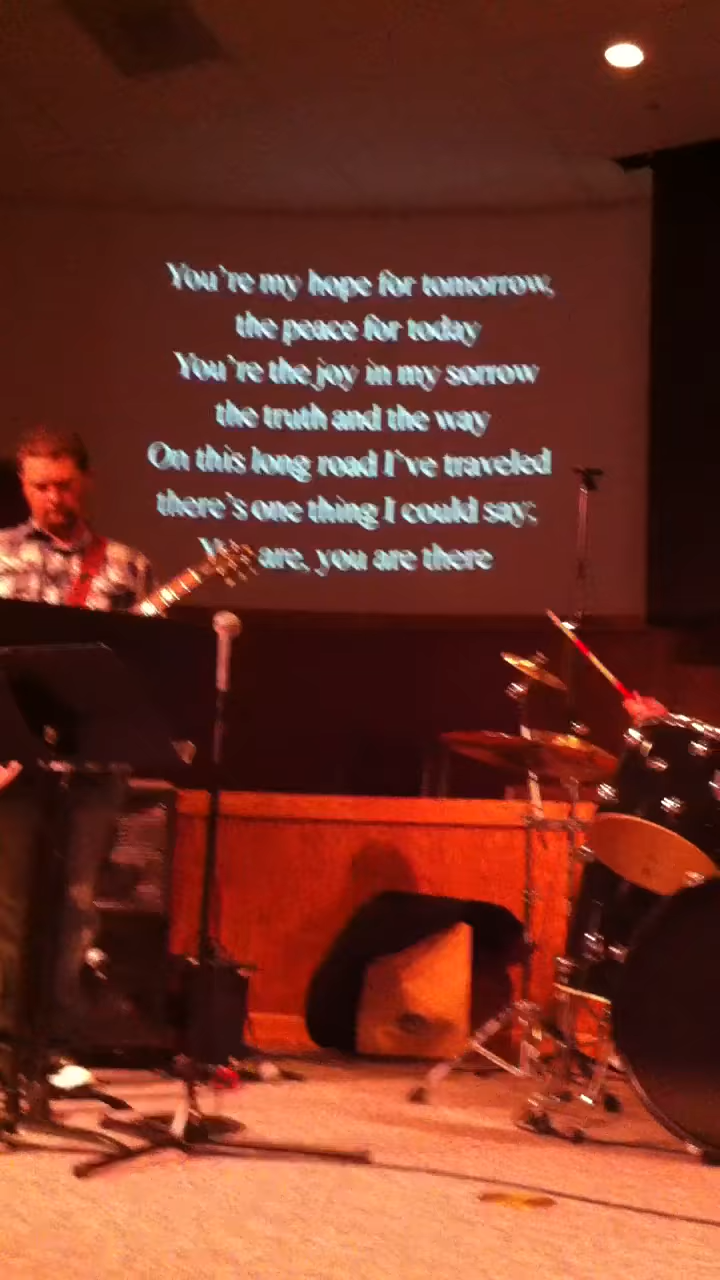 You're my hope for tomorrow,
the peace for today
You're the joy in my sorrow
the truth and the way
On this long road I've traveled
there's one thing I could say;
are, you are there